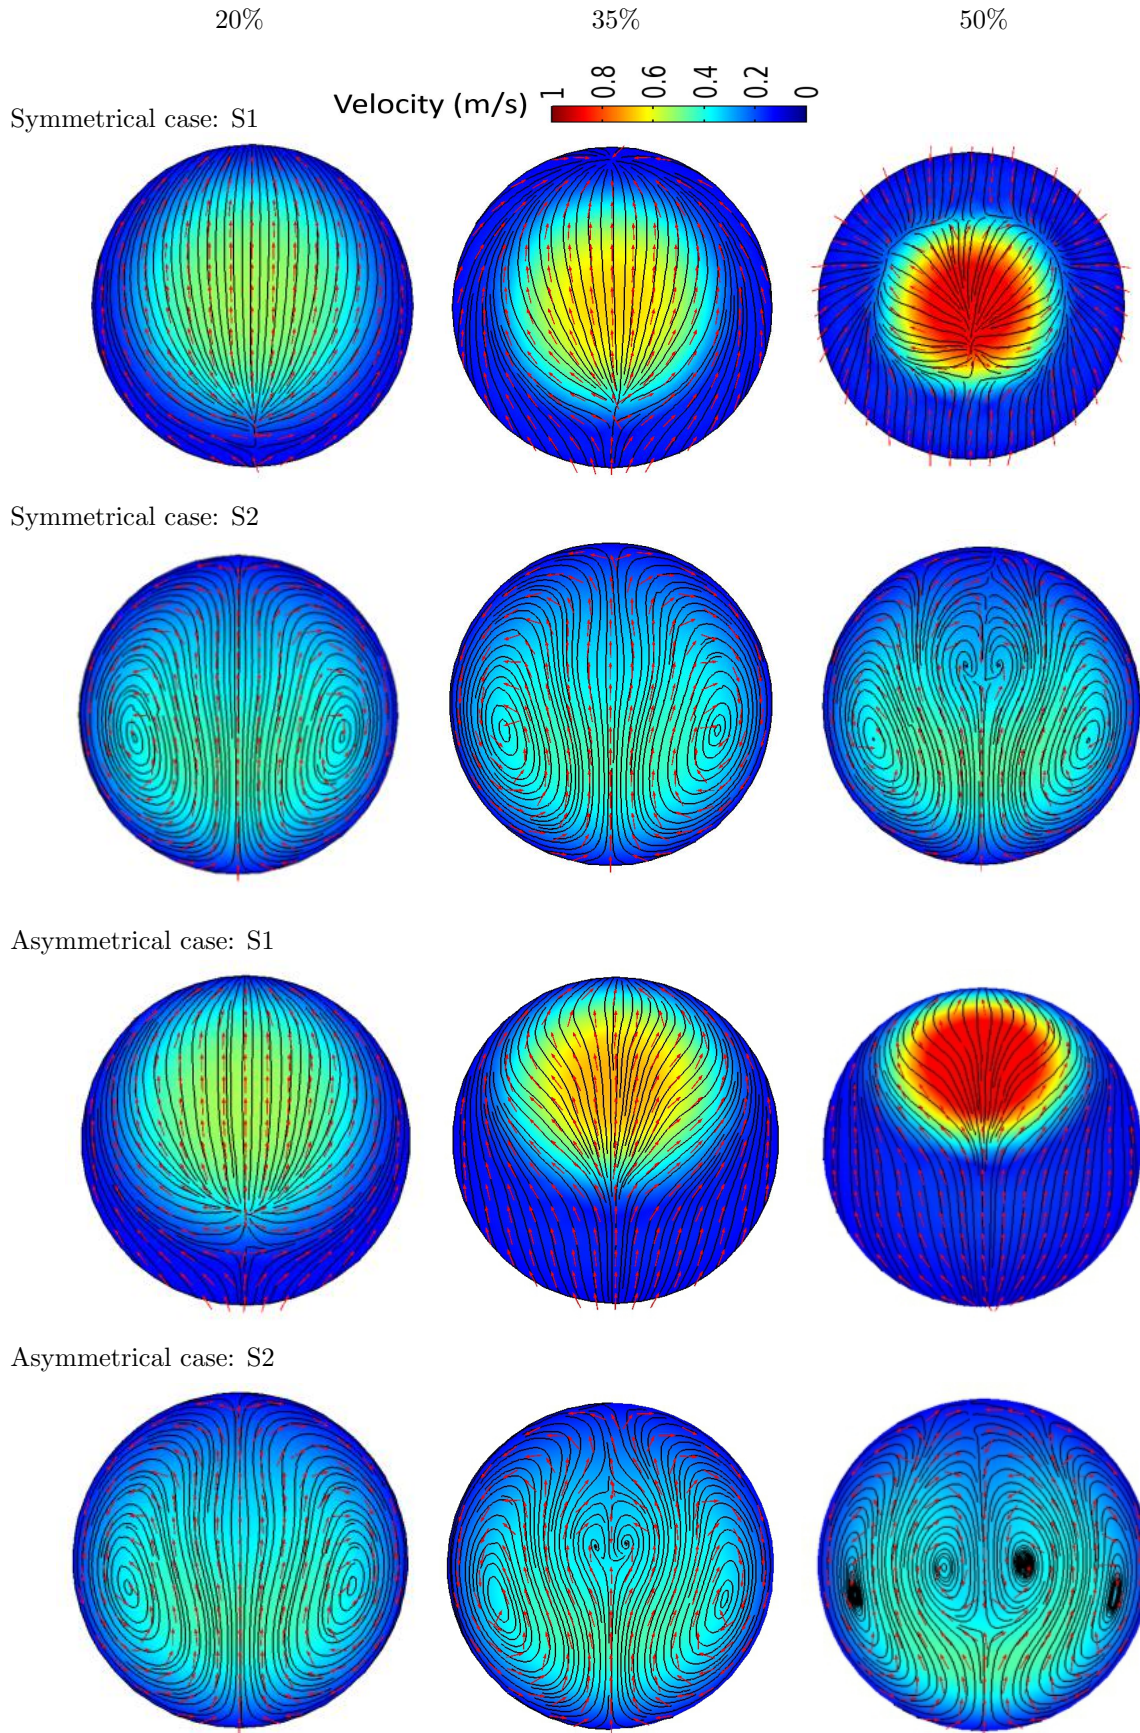 20% 35% 50%
Velocity (m/s) 1 0.8 0.6 0.4 0.2 0
Symmetrical case: S1
Symmetrical case: S2
Asymmetrical case: S1
Asymmetrical case: S2